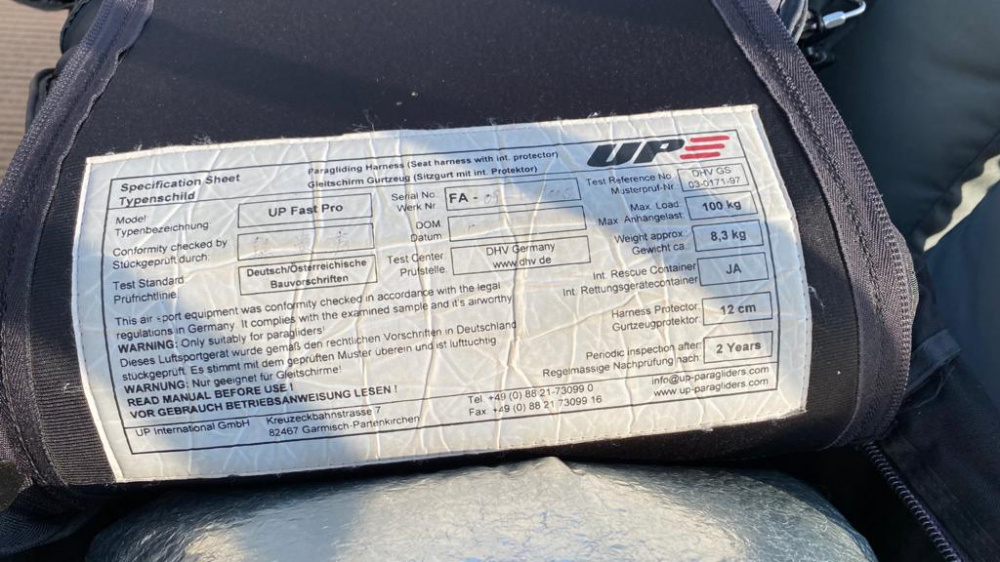 UP
Specification Sheet
Typenschild
Paragliding Harness (Seat harness with int. protector)
Gleitschirm Gurtzeug (Sitzgurt mit int. Protektor)
Model
Typenbezeichnung
UP Fast Pro
Conformity checked by
Stückgeprüft durch:
Test Standard
Prüfrichtlinie:
Deutsch/Österreichische
Bauvorschriften
Serial No
Werk Nr
FA -
DOM
Datum
Test Center
Prüfstelle:
DHV Germany
www.dhv.de
Test Reference No
Musterpruf-Nr.
DHV GS
03-0171-97
Max. Load
Max Anhangelast
100 kg
Weight approx.
Gewicht ca
8,3 kg
Int. Rescue Container
Int. Rettungsgerätecontainer
JA
Harness Protector
Gurtzeugprotektor:
12 cm
Periodic inspection after
Regelmässige Nachprüfung nach:
2 Years
This air sport equipment was conformity checked in accordance with the legal
regulations in Germany. It complies with the examined sample and it's airworthy
WARNING: Only suitably for paragliders!
Dieses Luftsportgerät wurde gemäß den rechtlichen Vorschriften in Deutschland
stückgeprüft. Es stimmt mit dem geprüften Muster überein und ist lufttüchtig
WARNUNG: Nur geeignet für Gleitschirme!
READ MANUAL BEFORE USE !
VOR GEBRAUCH BETRIEBSANWEISUNG LESEN !
UP International GmbH
Kreuzeckbahnstrasse 7
82467 Garmisch-Partenkirchen
Tel. +49 (0) 88 21-73099 0
Fax +49 (0) 88 21 73099 16
info@up-paragliders.com
www.up-paragliders.com